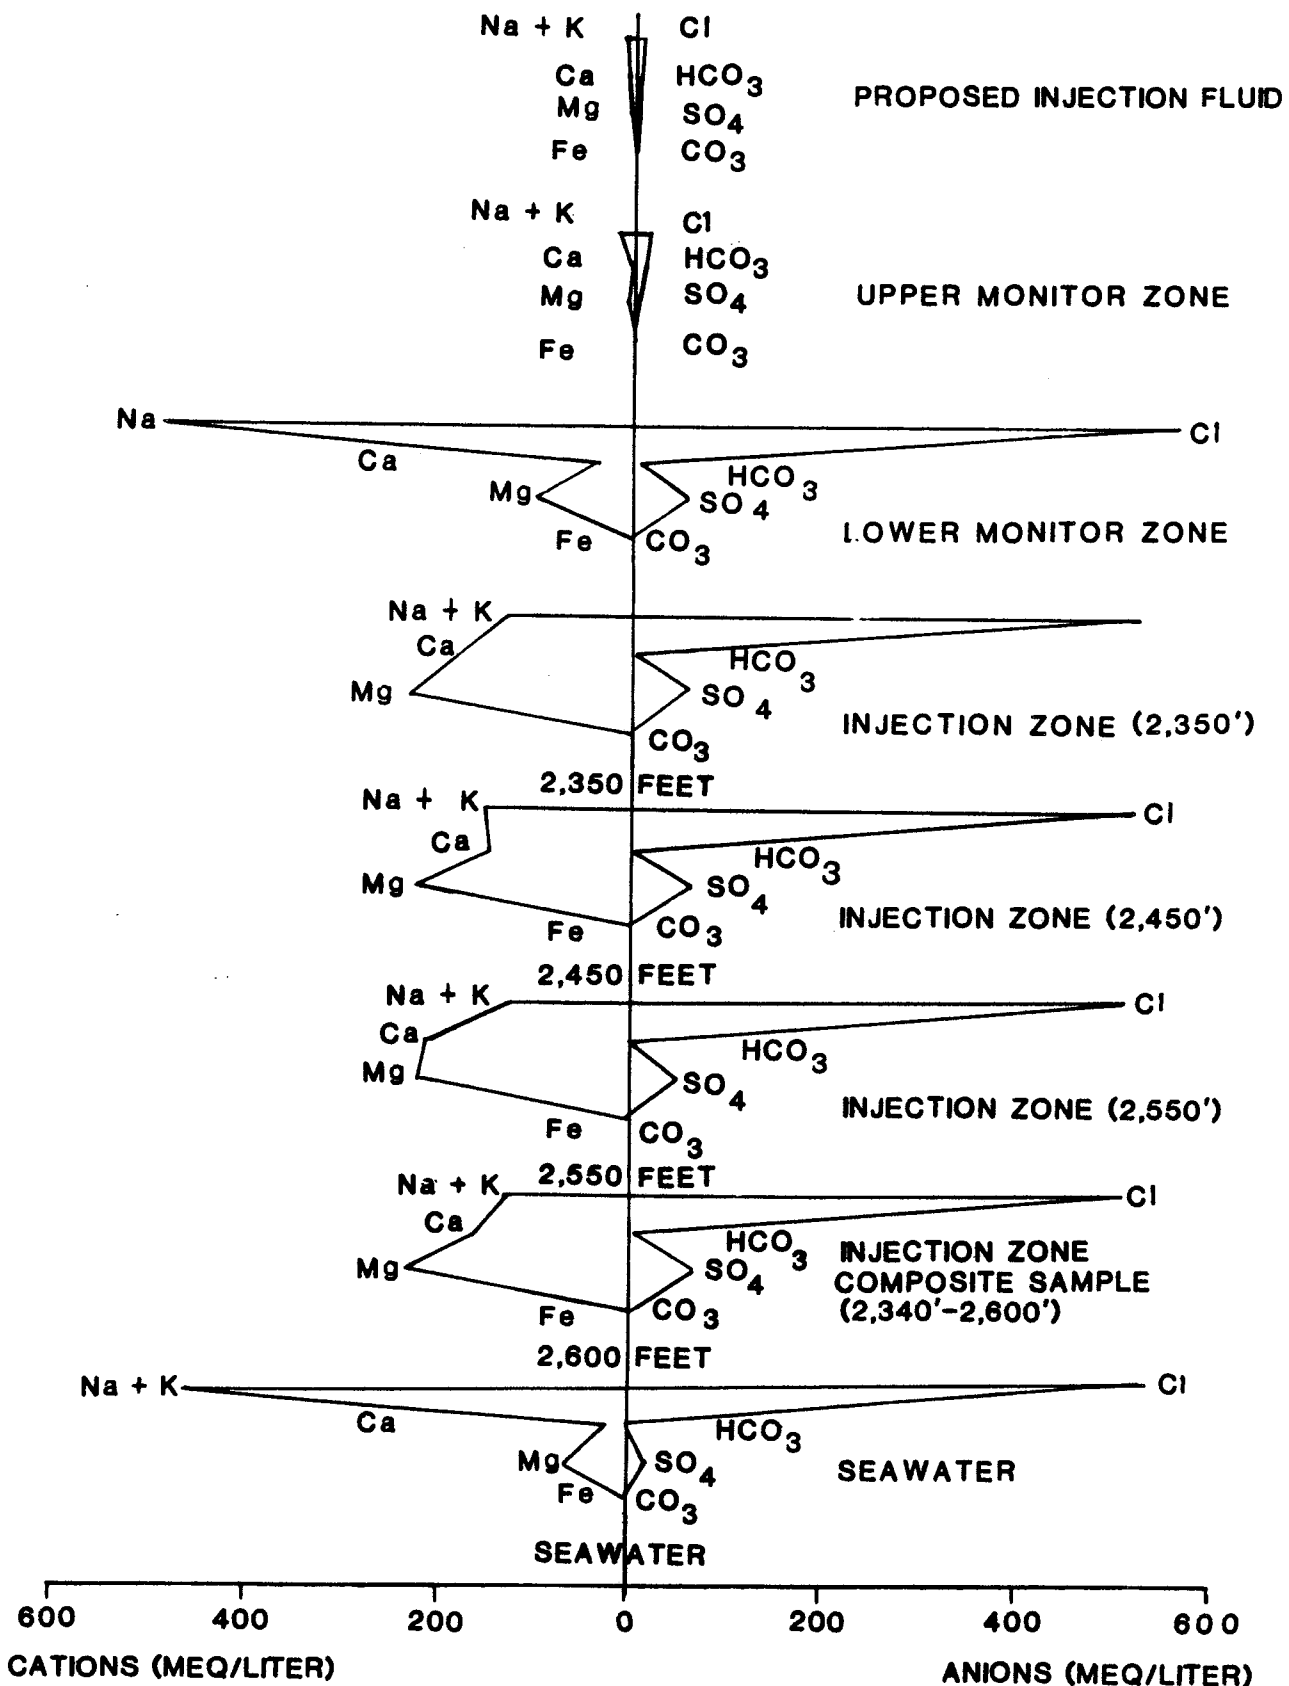 Na + K Cl
Ca HCO3
PROPOSED INJECTION FLUID
Mg SO4
Fe CO3
Na + K Cl
Ca HCO3
Mg SO4 UPPER MONITOR ZONE
Fe CO3
Na Cl
Ca HCO3
Mg SO4
LOWER MONITOR ZONE
Fe CO3
Na + K
Ca HCO3
Mg SO4
INJECTION ZONE (2,350')
CO3
2,350 FEET
Na + K Cl
Ca HCO3
Mg SO4
INJECTION ZONE (2,450')
Fe CO3
2,450 FEET
Na + K Cl
Ca HCO3
Mg SO4
INJECTION ZONE (2,550')
Fe CO3
2,550 FEET
Na + K Cl
Ca HCO3
Mg SO4
INJECTION ZONE
COMPOSITE SAMPLE
(2,340'-2,600')
Fe CO3
2,600 FEET
Na + K Cl
Ca HCO3
Mg SO4
SEAWATER
Fe CO3
SEAWATER
600 400 200 0 200 400 600
CATIONS (MEQ/LITER) ANIONS (MEQ/LITER)